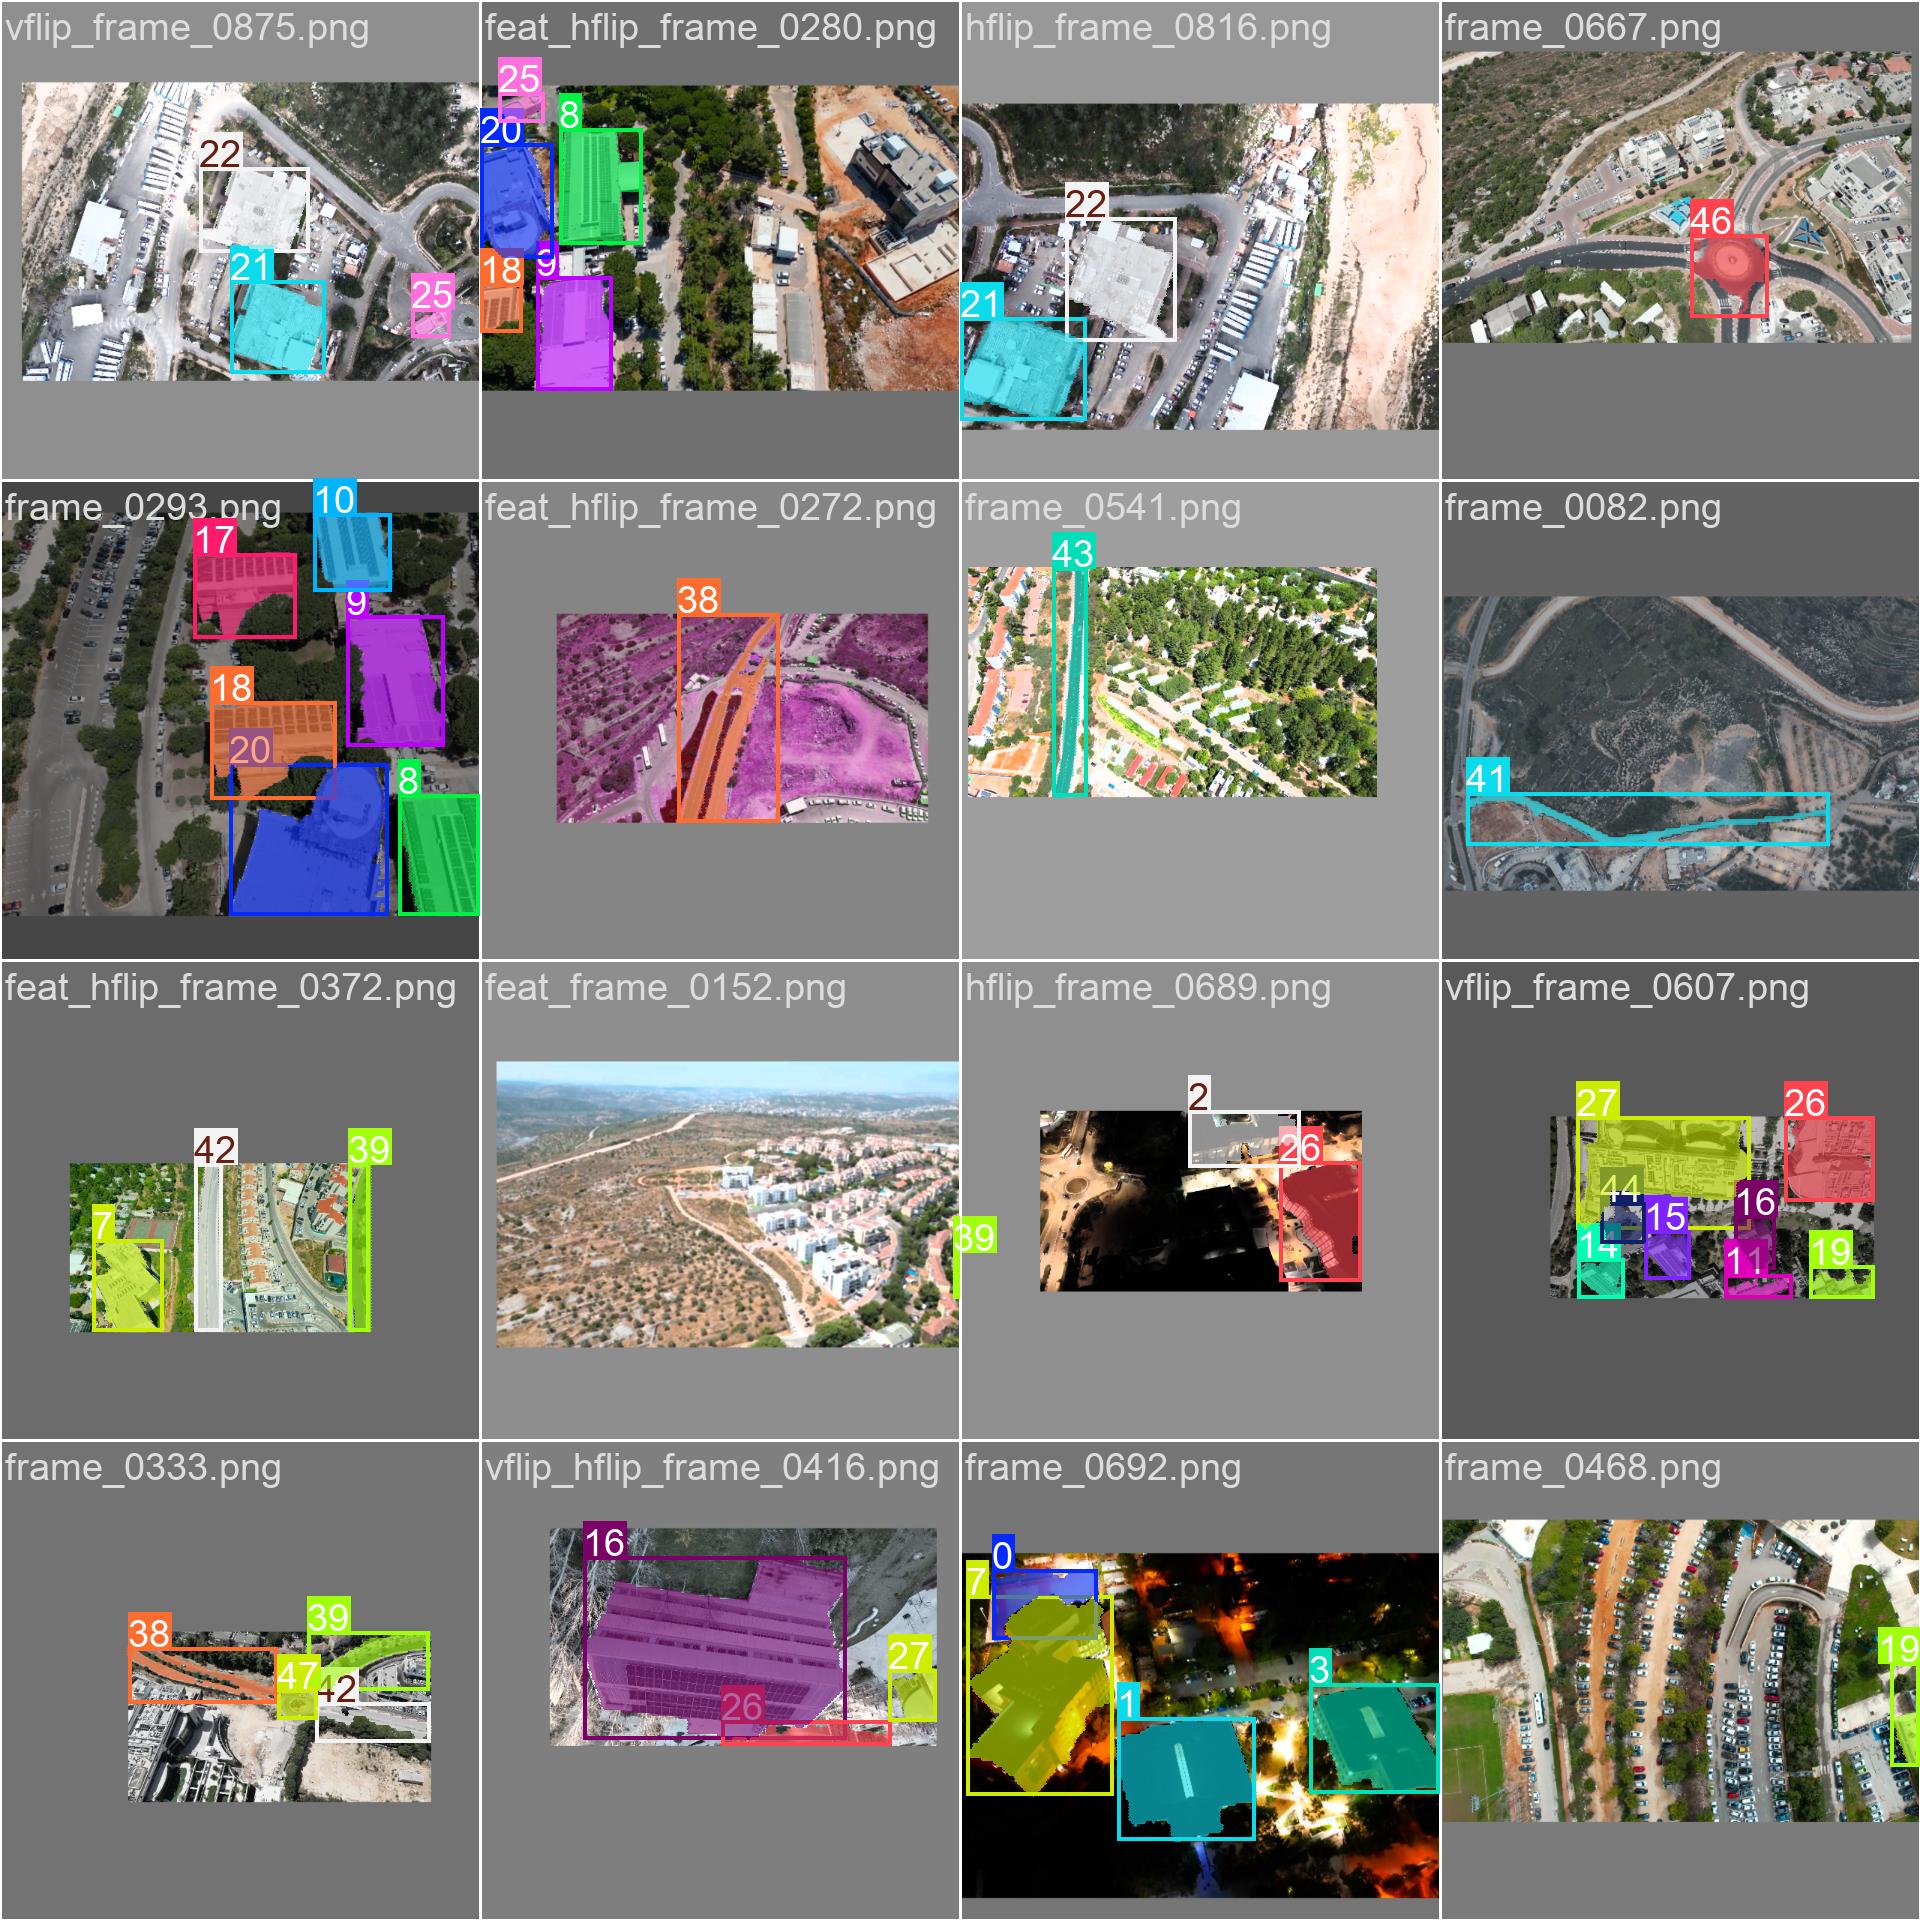 vflip_frame_0875.png
22
21
25
feat_hflip_frame_0280.png
25
20
8
18
9
hflip_frame_0816.png
22
21
frame_0667.png
46
frame_0293.png
10
17
9
18
20
8
feat_hflip_frame_0272.png
38
frame_0541.png
43
frame_0082.png
41
feat_hflip_frame_0372.png
42
39
7
feat_frame_0152.png
39
hflip_frame_0689.png
2
26
vflip_frame_0607.png
27
26
44
16
15
14
11
19
frame_0333.png
39
38
47
42
vflip_hflip_frame_0416.png
16
27
26
frame_0692.png
0
7
3
1
frame_0468.png
19